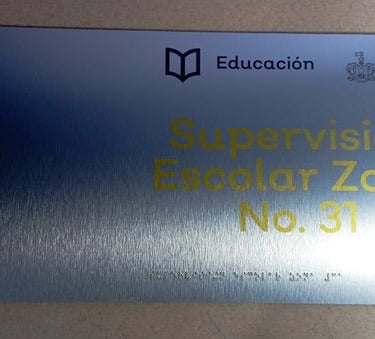 Educación
Supervisi
Escolar Zo
No. 31